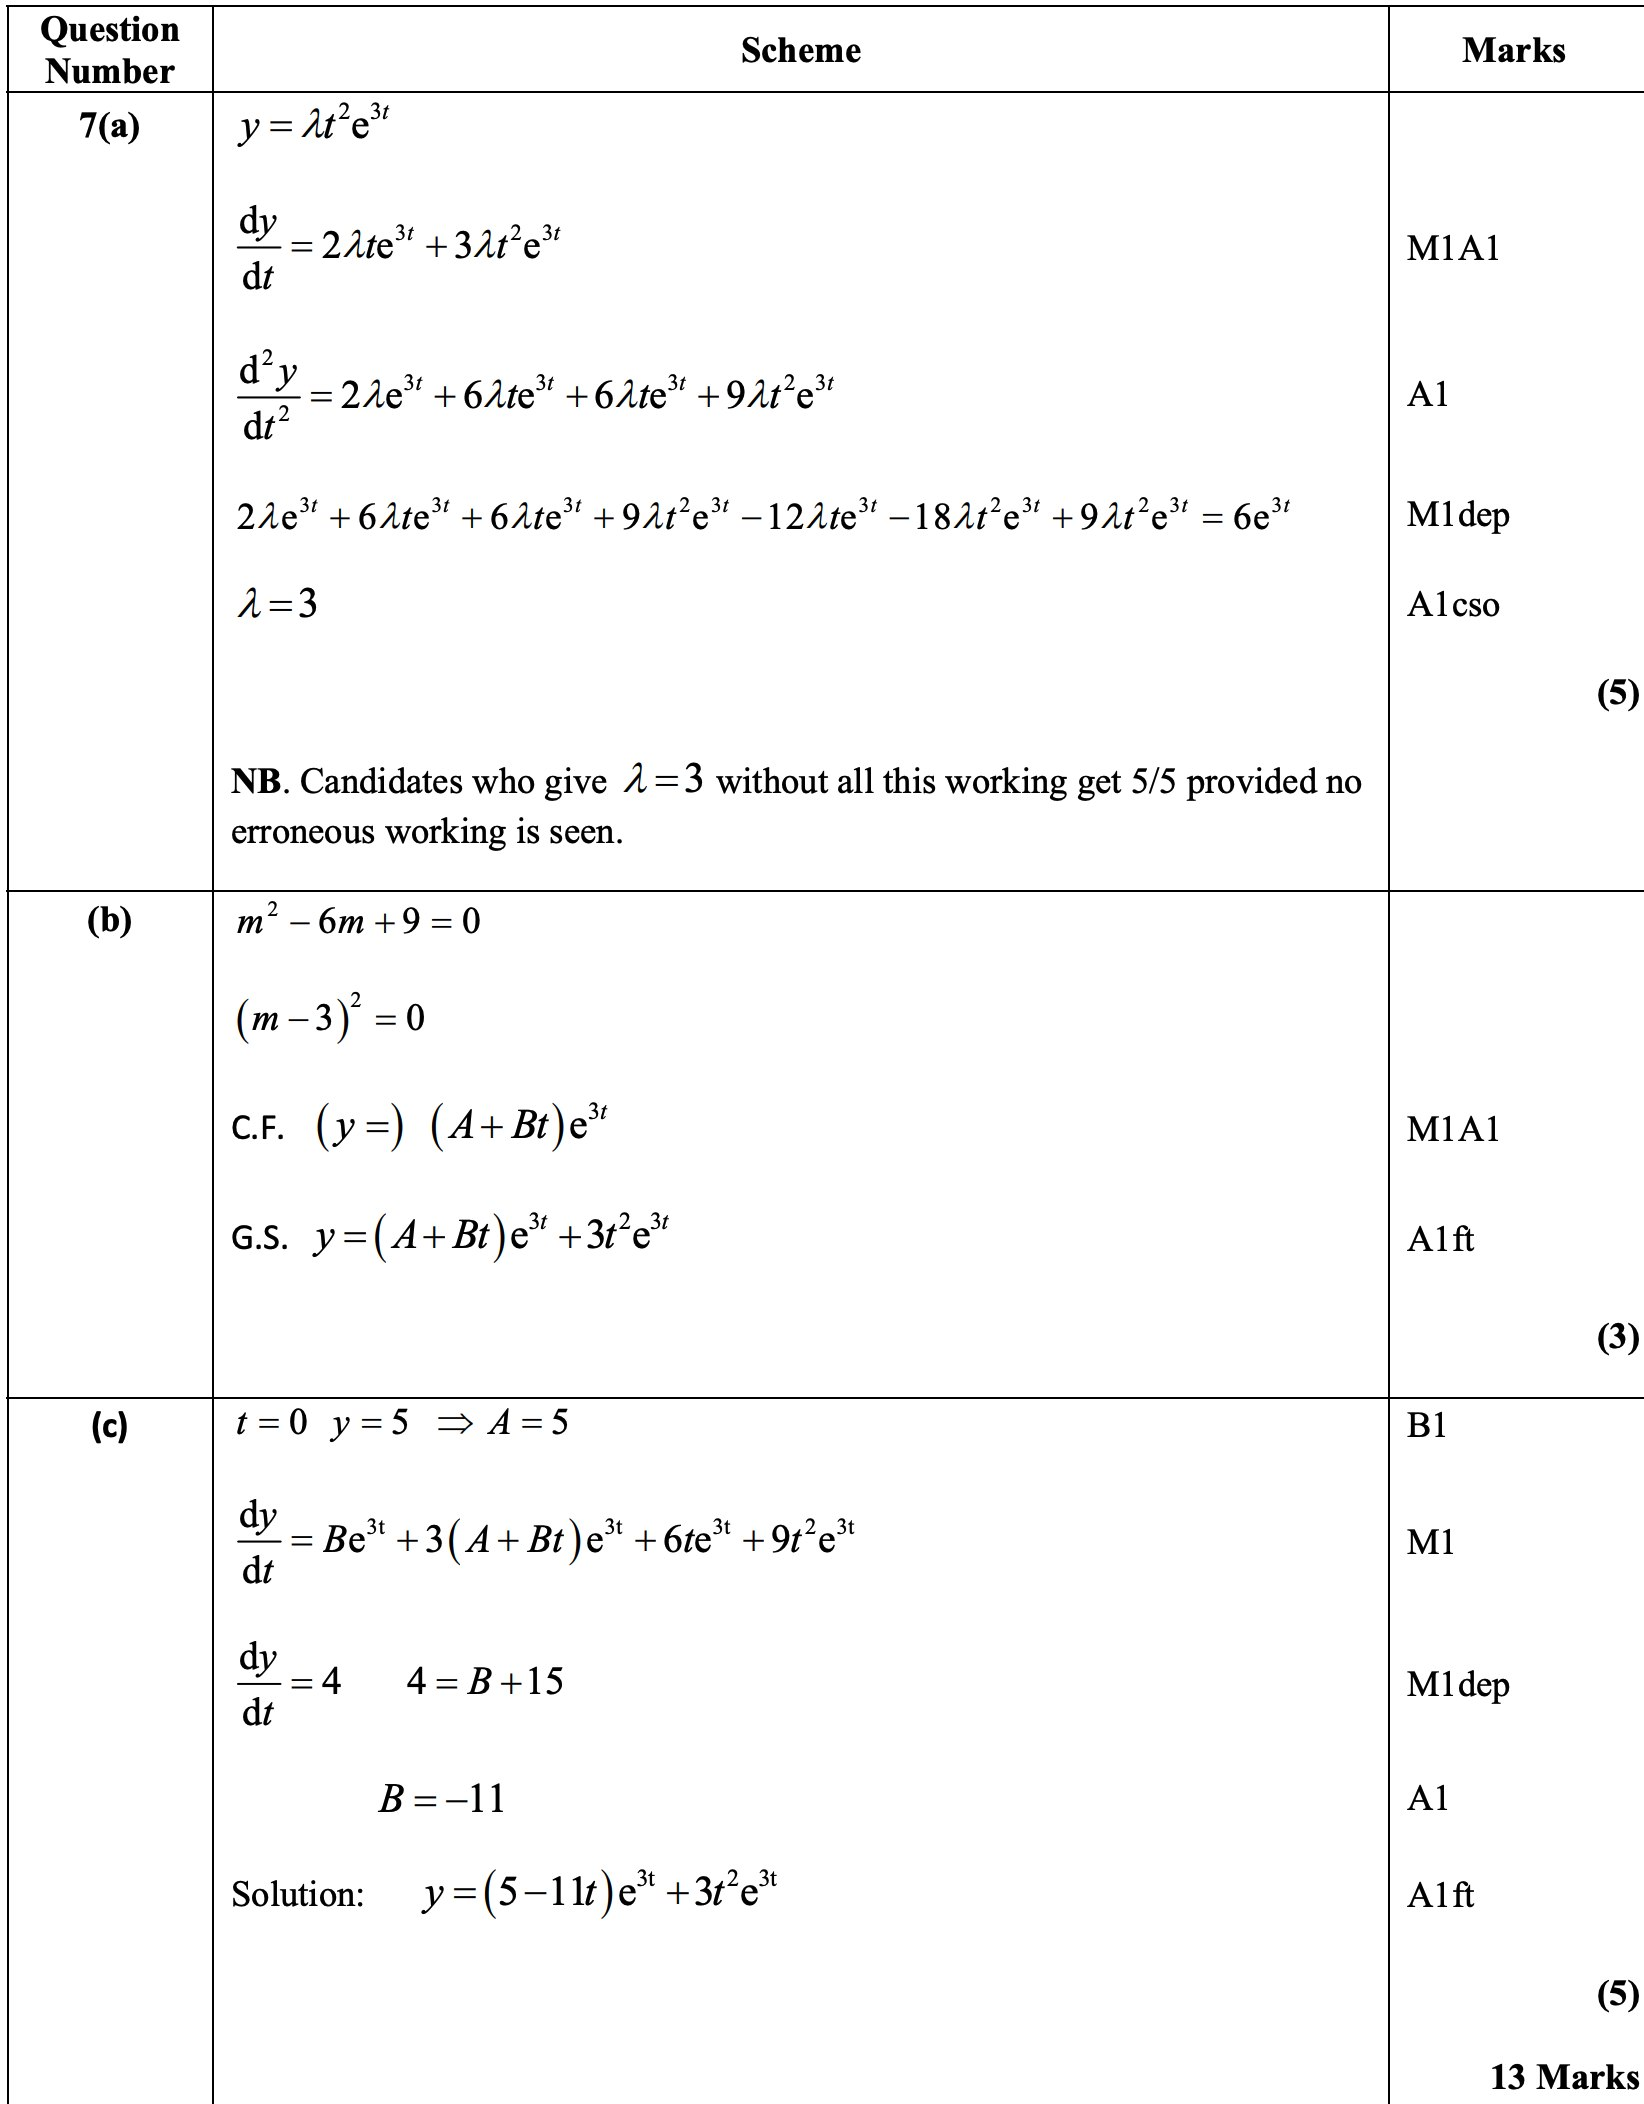 Question Number Scheme Marks
7(a) y = λt²e³ᵗ
dy/dt = 2λte³ᵗ + 3λt²e³ᵗ M1A1
d²y/dt² = 2λe³ᵗ + 6λte³ᵗ + 6λte³ᵗ + 9λt²e³ᵗ A1
2λe³ᵗ + 6λte³ᵗ + 6λte³ᵗ + 9λt²e³ᵗ − 12λte³ᵗ − 18λt²e³ᵗ + 9λt²e³ᵗ = 6e³ᵗ M1dep
λ = 3 A1cso
(5)
NB. Candidates who give λ = 3 without all this working get 5/5 provided no
erroneous working is seen.
(b) m² − 6m + 9 = 0
(m − 3)² = 0
C.F. (y =) (A + Bt)e³ᵗ M1A1
G.S. y = (A + Bt)e³ᵗ + 3t²e³ᵗ A1ft
(3)
(c) t = 0 y = 5 ⇒ A = 5 B1
dy/dt = Be³ᵗ + 3(A + Bt)e³ᵗ + 6te³ᵗ + 9t²e³ᵗ M1
dy/dt = 4 4 = B + 15 M1dep
B = −11 A1
Solution: y = (5 − 11t)e³ᵗ + 3t²e³ᵗ A1ft
(5)
13 Marks